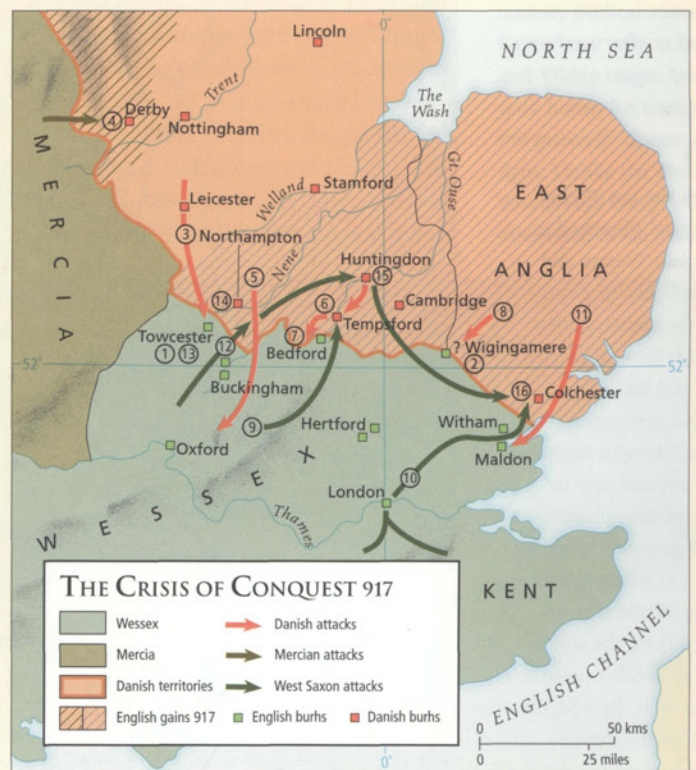 Lincoln
0°
NORTH SEA
Trent
The
Wash
④ Derby
Nottingham
MERCIA
Leicester
Welland
Stamford
Gt. Ouse
EAST
ANGLIA
③ Northampton
Nene
⑤
Huntingdon
⑮
⑭
⑥
Cambridge
⑧
⑪
Tempsford
Towcester
⑦
① ⑬
⑫
Bedford
? Wigingamere
②
52°
52°
Buckingham
⑯ Colchester
⑨
Hertford
Witham
Oxford
Maldon
WESSEX
⑩
London
Thames
KENT
ENGLISH CHANNEL
THE CRISIS OF CONQUEST 917
Wessex
Danish attacks
Mercia
Mercian attacks
Danish territories
West Saxon attacks
English gains 917
English burhs
Danish burhs
0 50 kms
0 25 miles
0°